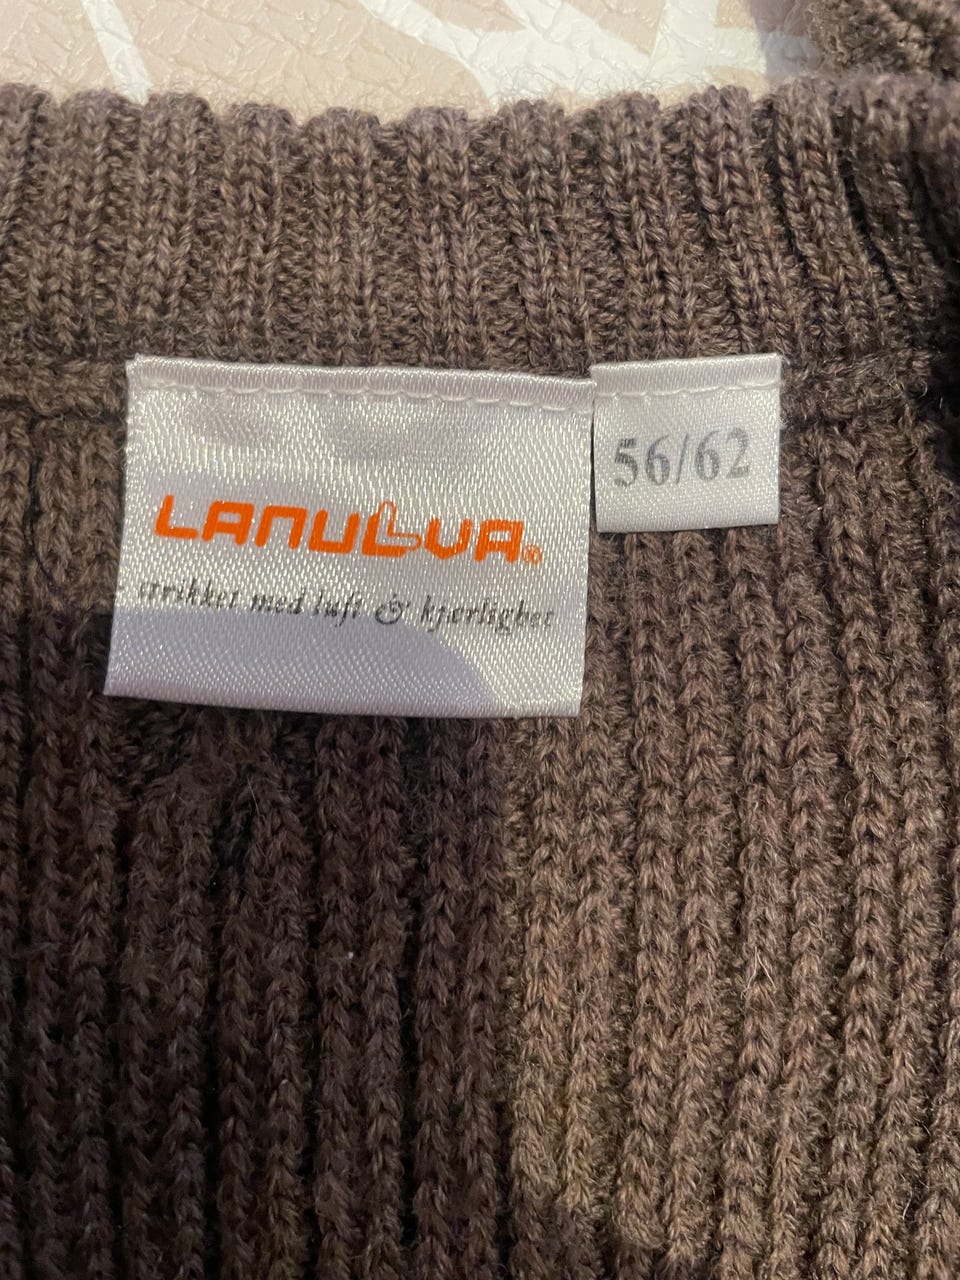 LANULLVA®
strikket med luft & kjærlighet
56/62